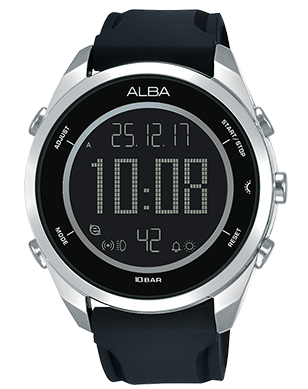 ALBA
ADJUST
START/STOP
A
25.12.17
10:08
42
MODE
RESET
10BAR